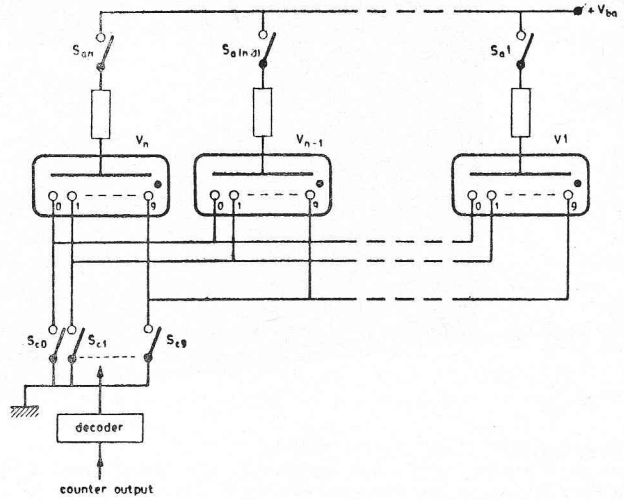 + Vba
San
Sa(n-1)
Sa1
Vn
Vn-1
V1
0 1 9
0 1 9
0 1 9
Sc0
Sc1
Sc9
decoder
counter output